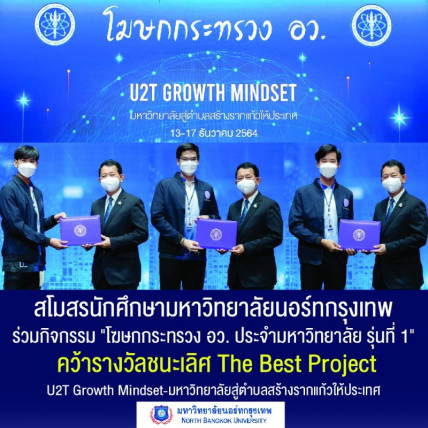 โฆษกกระทรวง อว.
U2T GROWTH MINDSET
มหาวิทยาลัยสู่ตำบลสร้างรากแก้วให้ประเทศ
13-17 ธันวาคม 2564
สโมสรนักศึกษามหาวิทยาลัยนอร์ทกรุงเทพ
ร่วมกิจกรรม "โฆษกกระทรวง อว. ประจำมหาวิทยาลัย รุ่นที่ 1"
คว้ารางวัลชนะเลิศ The Best Project
U2T Growth Mindset-มหาวิทยาลัยสู่ตำบลสร้างรากแก้วให้ประเทศ
มหาวิทยาลัยนอร์ทกรุงเทพ
NORTH BANGKOK UNIVERSITY